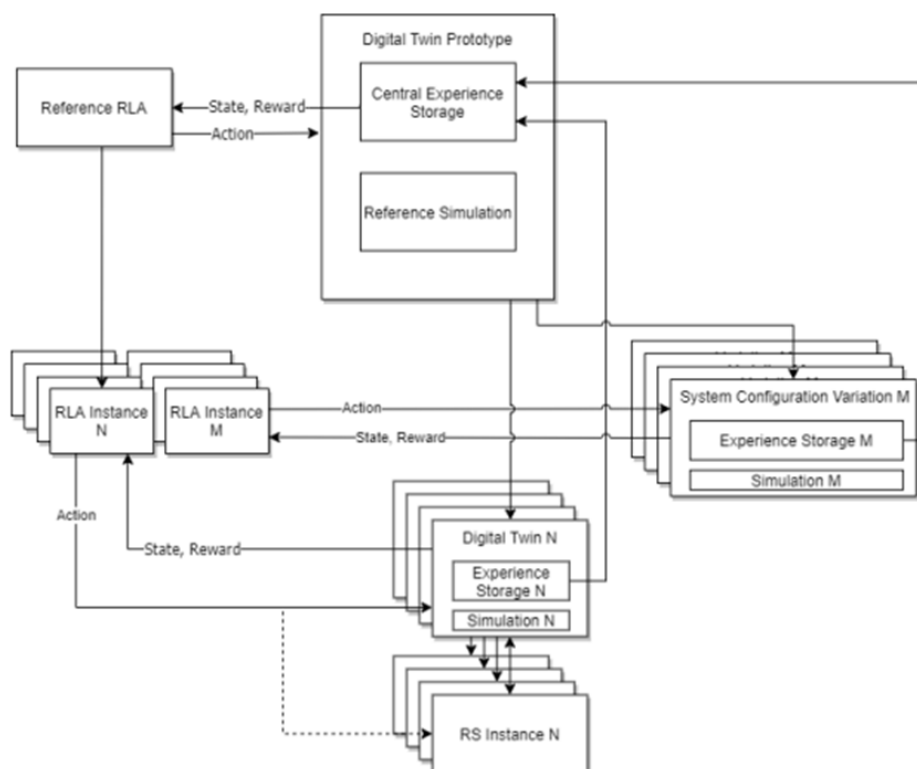 Digital Twin Prototype
Reference RLA
State, Reward
Action
Central Experience
Storage
Reference Simulation
RLA Instance
N
RLA Instance
M
Action
State, Reward
System Configuration Variation M
Experience Storage M
Simulation M
Action
State, Reward
Digital Twin N
Experience
Storage N
Simulation N
RS Instance N